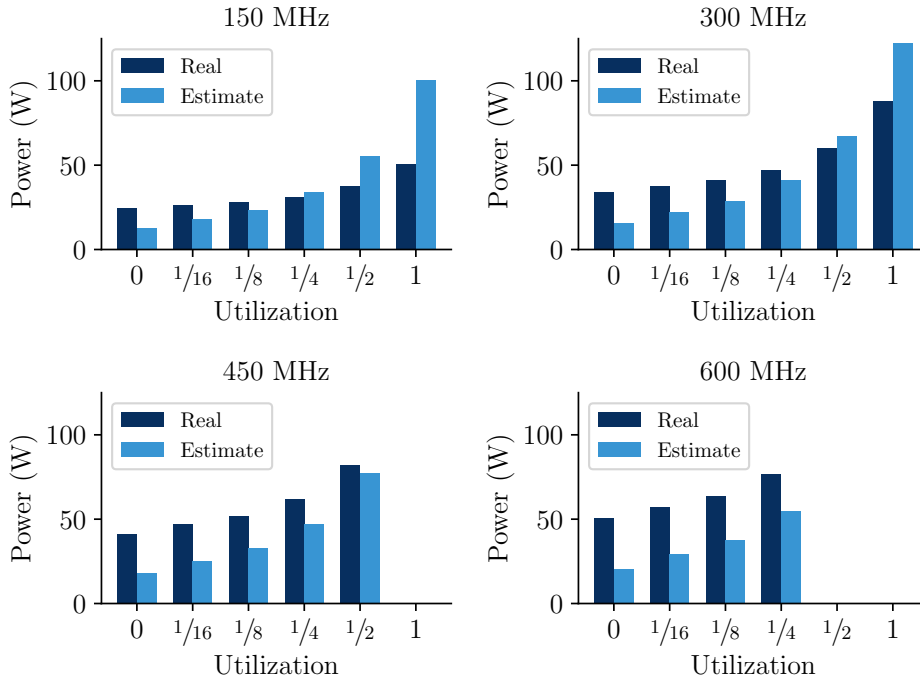 150 MHz
Power (W)
100
50
0
Real
Estimate
0 1/16 1/8 1/4 1/2 1
Utilization
300 MHz
Power (W)
100
50
0
Real
Estimate
0 1/16 1/8 1/4 1/2 1
Utilization
450 MHz
Power (W)
100
50
0
Real
Estimate
0 1/16 1/8 1/4 1/2 1
Utilization
600 MHz
Power (W)
100
50
0
Real
Estimate
0 1/16 1/8 1/4 1/2 1
Utilization